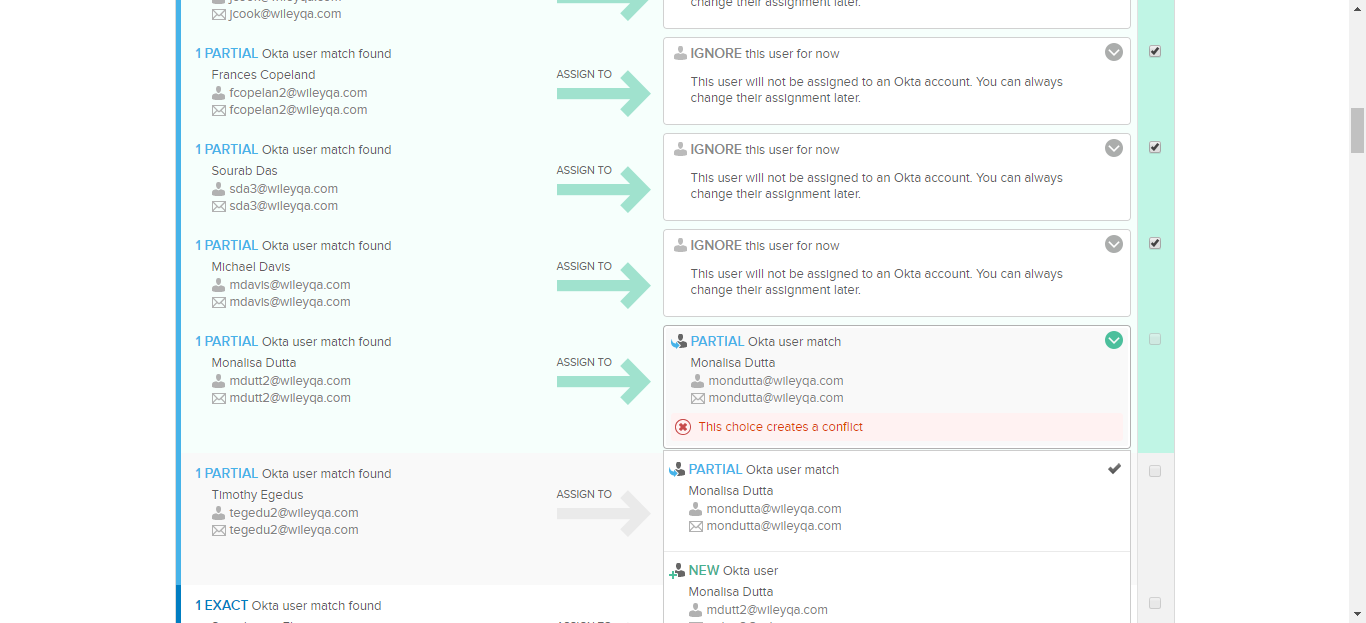 jcook@wileyqa.com
jcook@wileyqa.com
change their assignment later.
1 PARTIAL Okta user match found
Frances Copeland
fcopelan2@wileyqa.com
fcopelan2@wileyqa.com
ASSIGN TO
IGNORE this user for now
This user will not be assigned to an Okta account. You can always
change their assignment later.
1 PARTIAL Okta user match found
Sourab Das
sda3@wileyqa.com
sda3@wileyqa.com
ASSIGN TO
IGNORE this user for now
This user will not be assigned to an Okta account. You can always
change their assignment later.
1 PARTIAL Okta user match found
Michael Davis
mdavis@wileyqa.com
mdavis@wileyqa.com
ASSIGN TO
IGNORE this user for now
This user will not be assigned to an Okta account. You can always
change their assignment later.
1 PARTIAL Okta user match found
Monalisa Dutta
mdutt2@wileyqa.com
mdutt2@wileyqa.com
ASSIGN TO
PARTIAL Okta user match
Monalisa Dutta
mondutta@wileyqa.com
mondutta@wileyqa.com
This choice creates a conflict
1 PARTIAL Okta user match found
Timothy Egedus
tegedu2@wileyqa.com
tegedu2@wileyqa.com
ASSIGN TO
PARTIAL Okta user match
Monalisa Dutta
mondutta@wileyqa.com
mondutta@wileyqa.com
NEW Okta user
Monalisa Dutta
mdutt2@wileyqa.com
1 EXACT Okta user match found